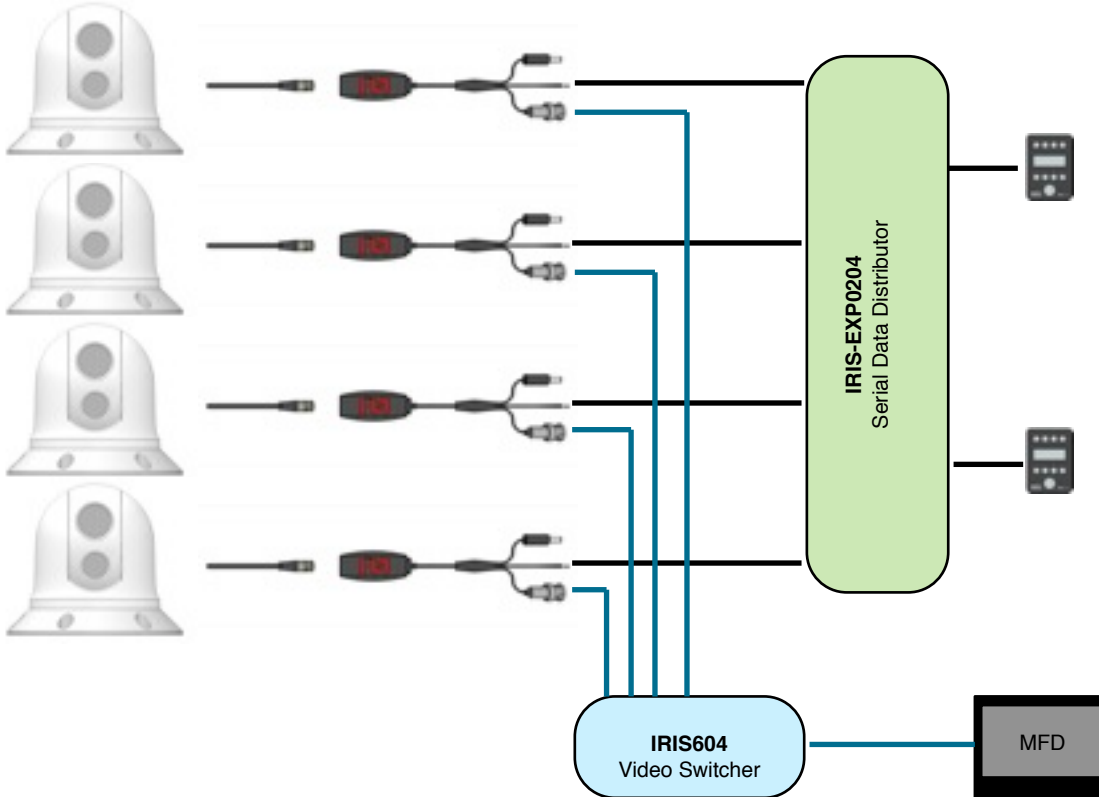 IRIS-EXP0204
Serial Data Distributor
IRIS604
Video Switcher
MFD